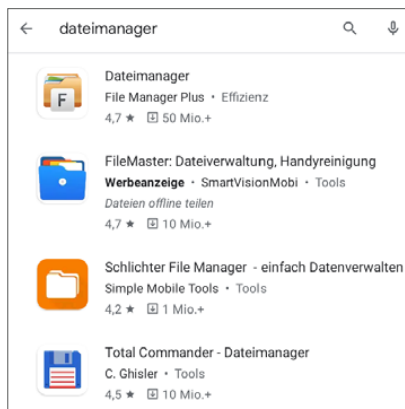 dateimanager
Dateimanager
F
File Manager Plus • Effizienz
4,7 ★ 50 Mio.+
FileMaster: Dateiverwaltung, Handyreinigung
Werbeanzeige • SmartVisionMobi • Tools
Dateien offline teilen
4,7 ★ 10 Mio.+
Schlichter File Manager - einfach Datenverwalten
Simple Mobile Tools • Tools
4,2 ★ 1 Mio.+
Total Commander - Dateimanager
C. Ghisler • Tools
4,5 ★ 10 Mio.+